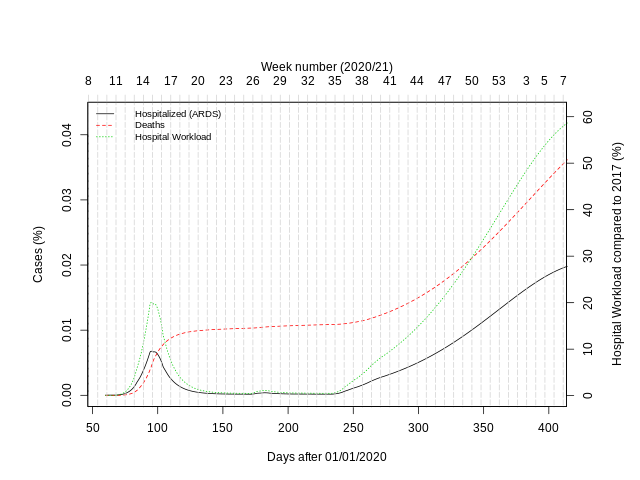 Week number (2020/21)
8 11 14 17 20 23 26 29 32 35 38 41 44 47 50 53 3 5 7
Hospitalized (ARDS)
Deaths
Hospital Workload
0.04
0.03
0.02
0.01
0.00
Cases (%)
60
50
40
30
20
10
0
Hospital Workload compared to 2017 (%)
50 100 150 200 250 300 350 400
Days after 01/01/2020